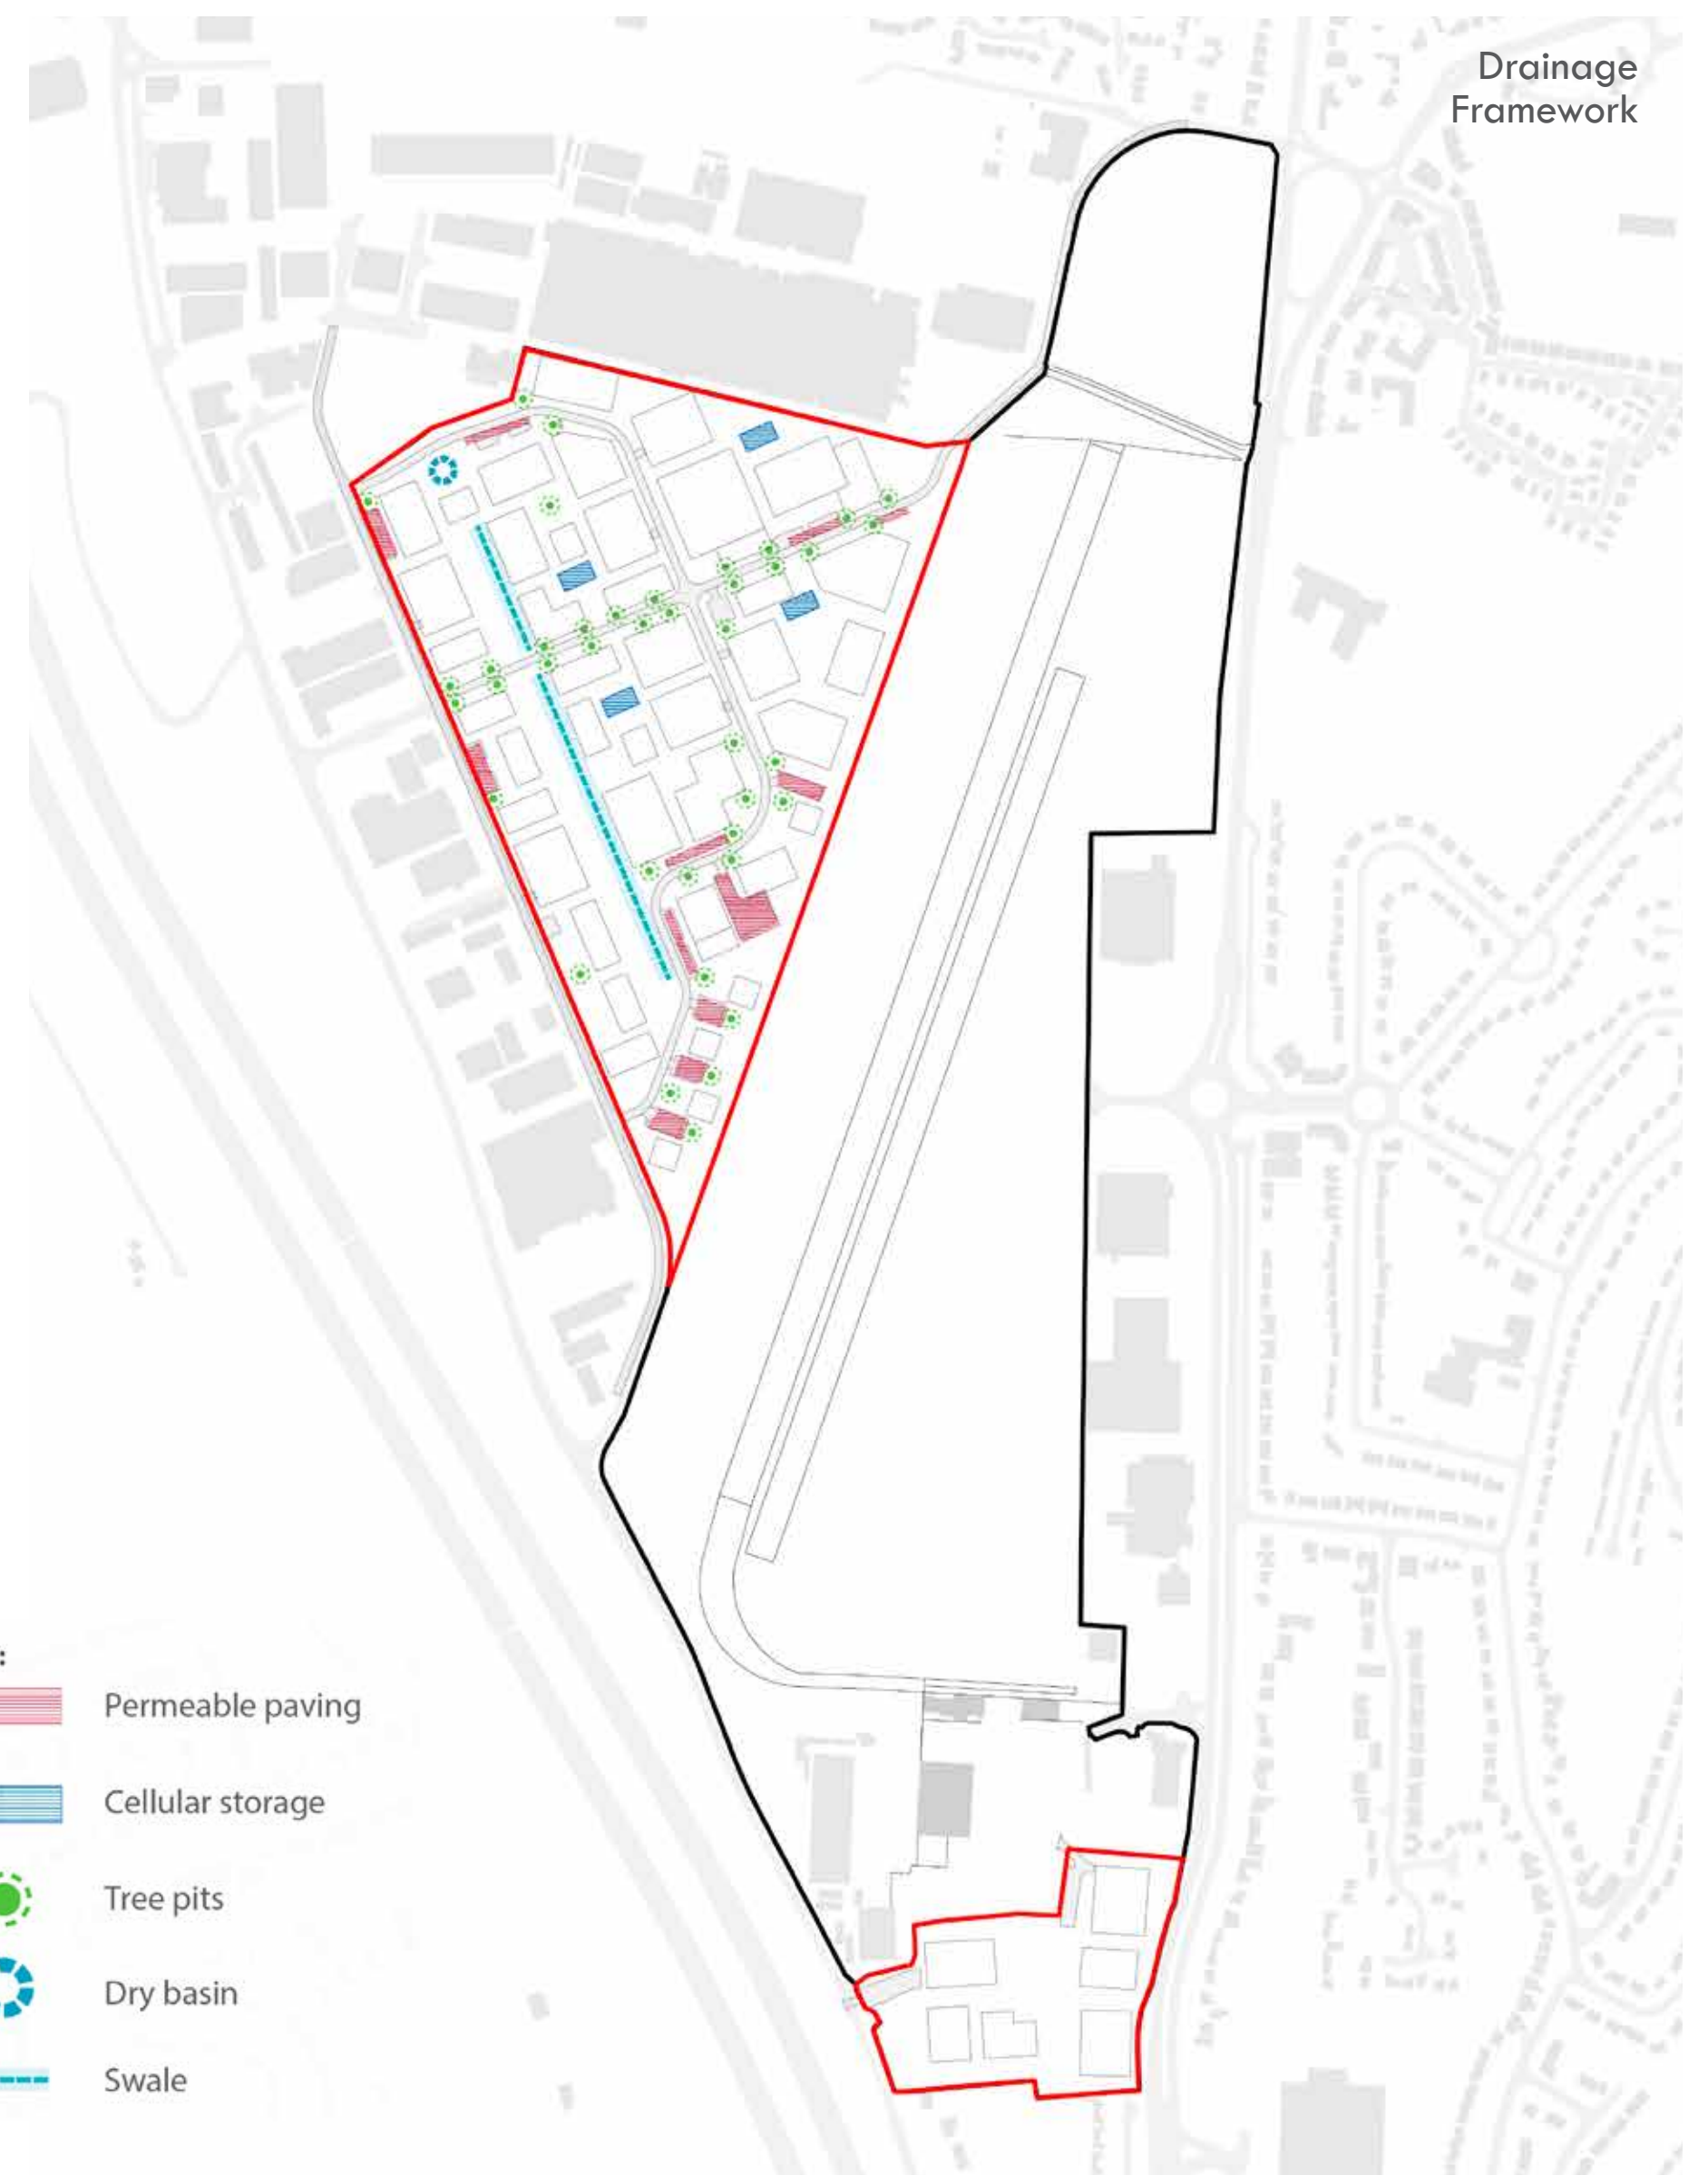 Drainage
Framework
:
Permeable paving
Cellular storage
Tree pits
Dry basin
Swale